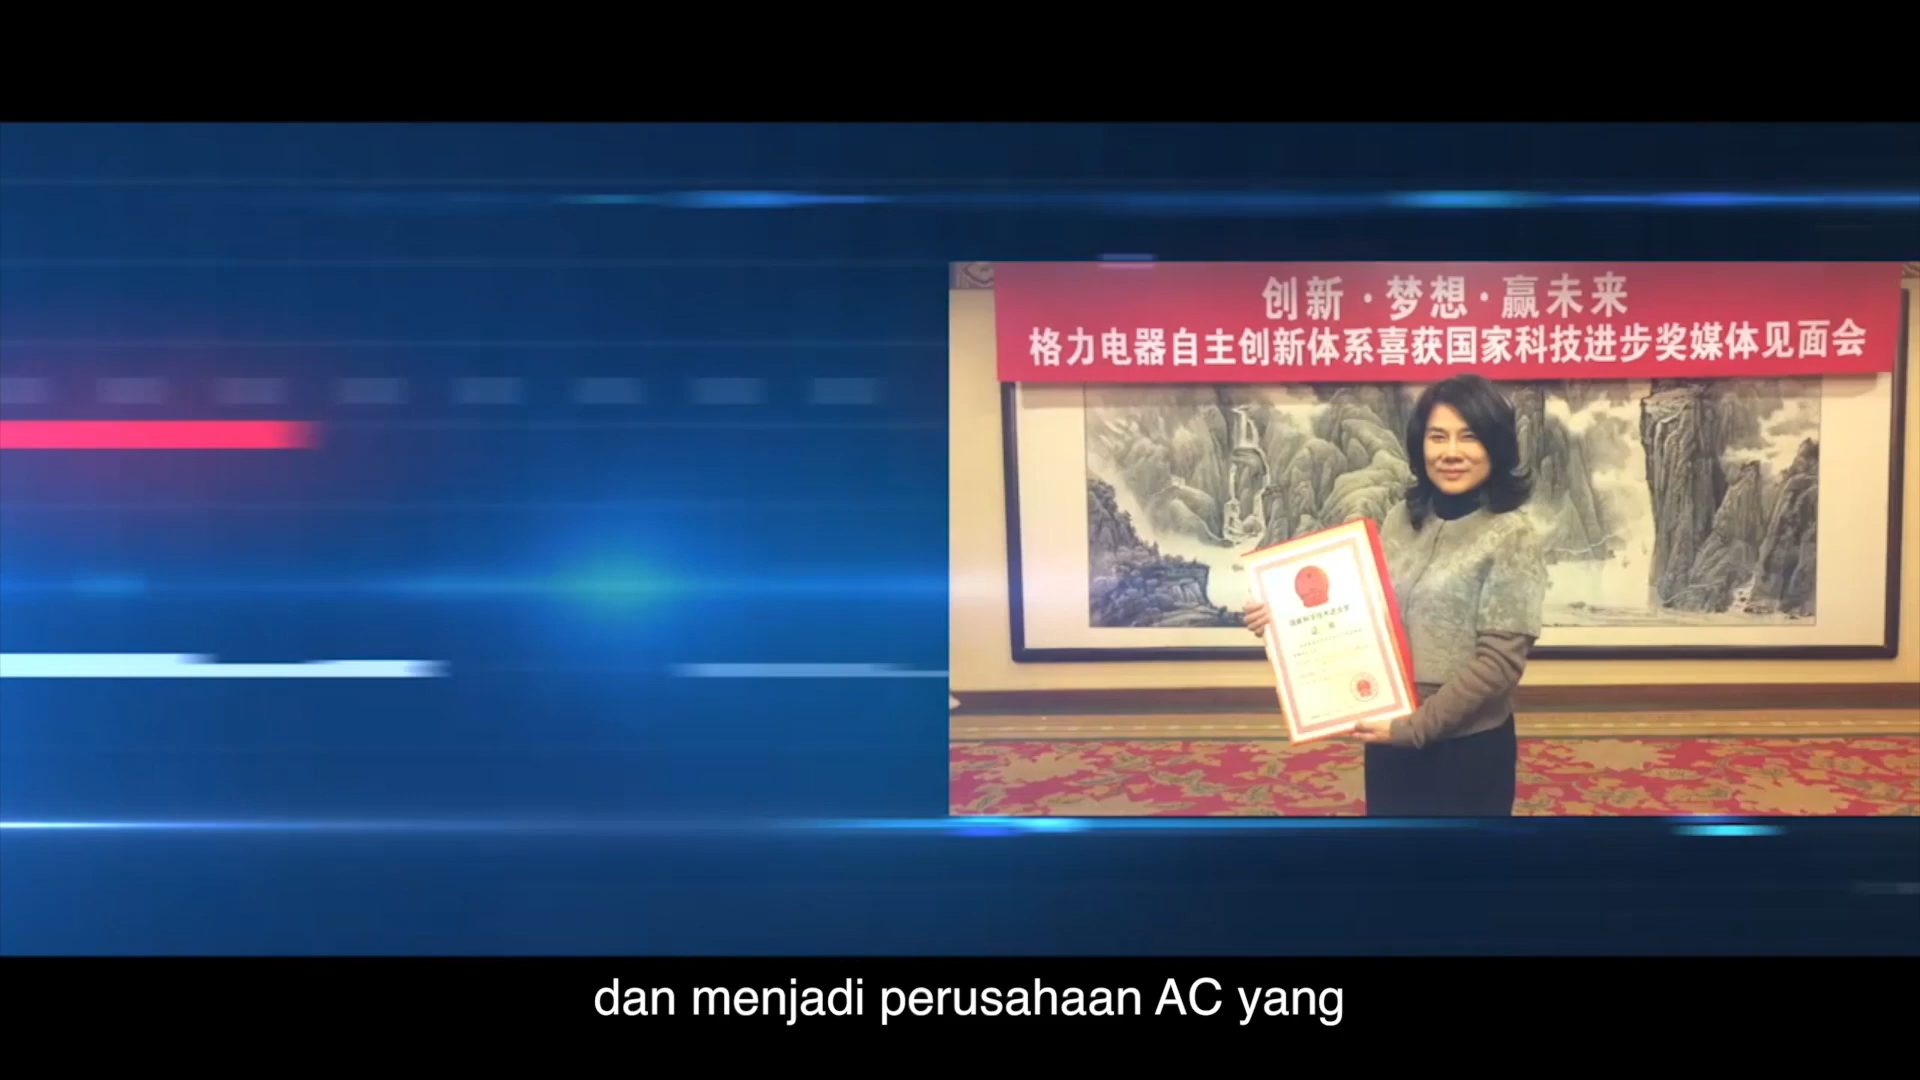 创新·梦想·赢未来
格力电器自主创新体系喜获国家科技进步奖媒体见面会
dan menjadi perusahaan AC yang